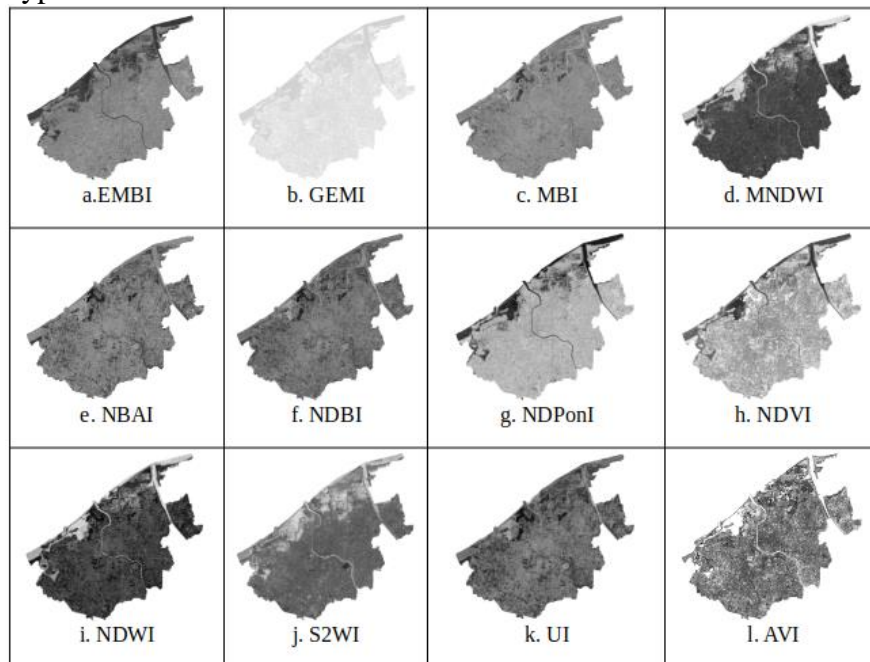 a.EMBI
b. GEMI
c. MBI
d. MNDWI
e. NBAI
f. NDBI
g. NDPonI
h. NDVI
i. NDWI
j. S2WI
k. UI
l. AVI